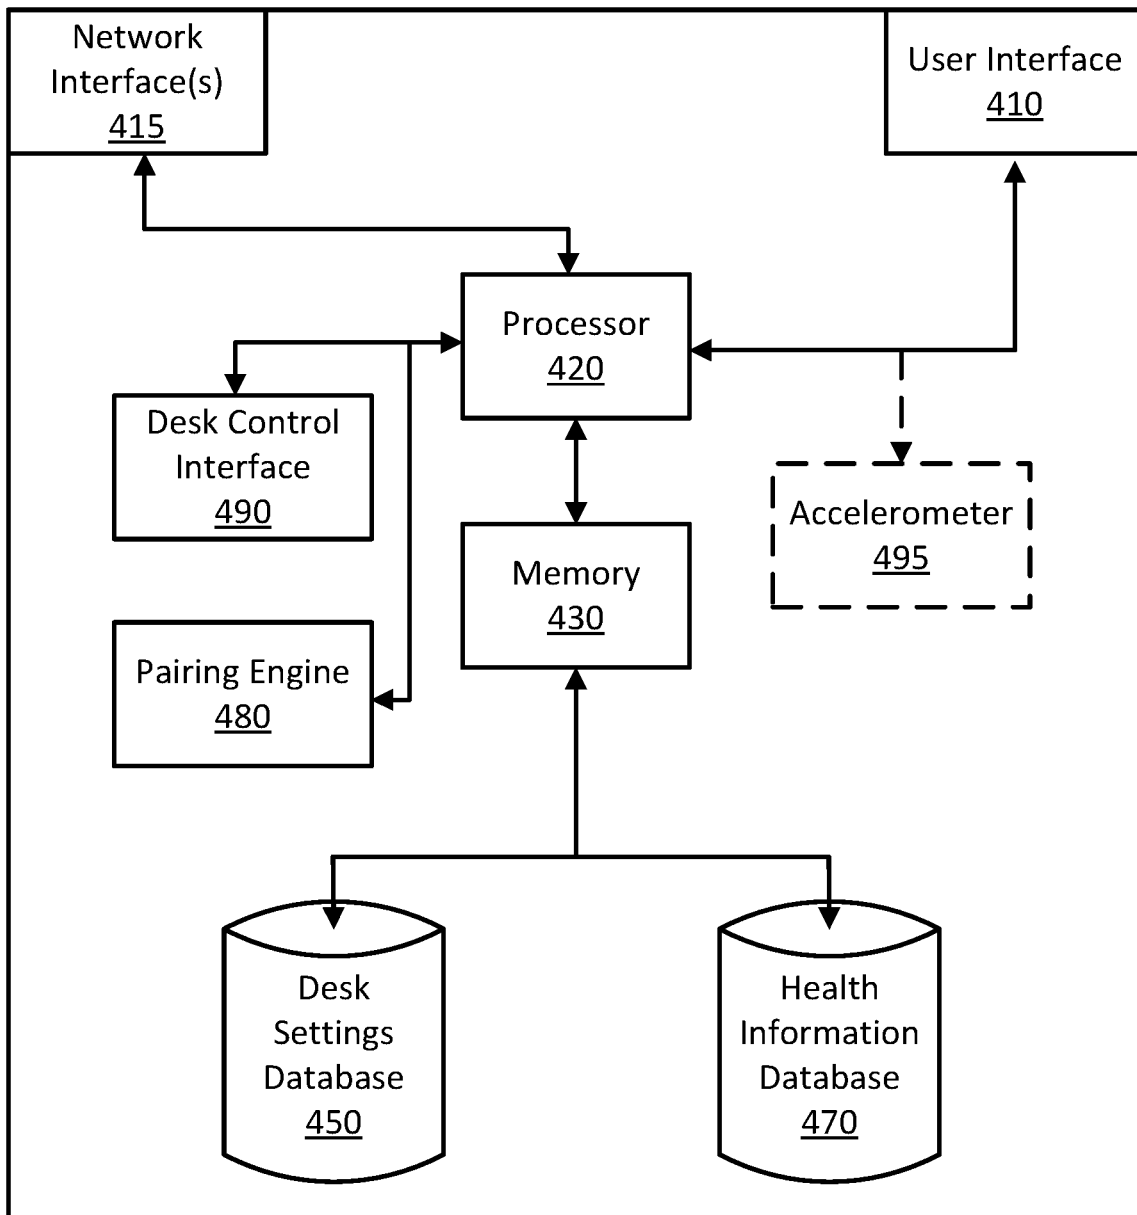 Network
Interface(s)
415
User Interface
410
Processor
420
Desk Control
Interface
490
Accelerometer
495
Memory
430
Pairing Engine
480
Desk
Settings
Database
450
Health
Information
Database
470